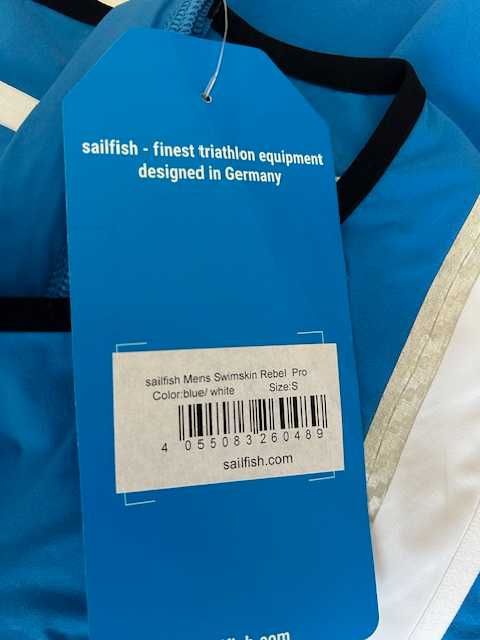 sailfish - finest triathlon equipment
designed in Germany
sailfish Mens Swimskin Rebel Pro
Color:blue/ white Size:S
4 055083 260489
sailfish.com